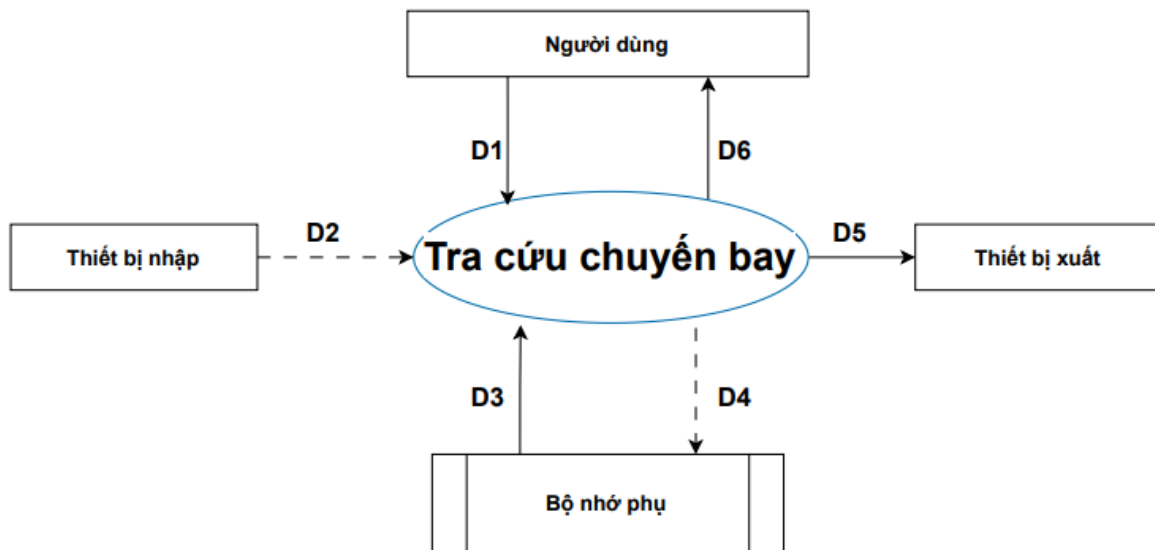 Người dùng
D1
D6
D2
Tra cứu chuyến bay
D5
Thiết bị nhập
Thiết bị xuất
D3
D4
Bộ nhớ phụ